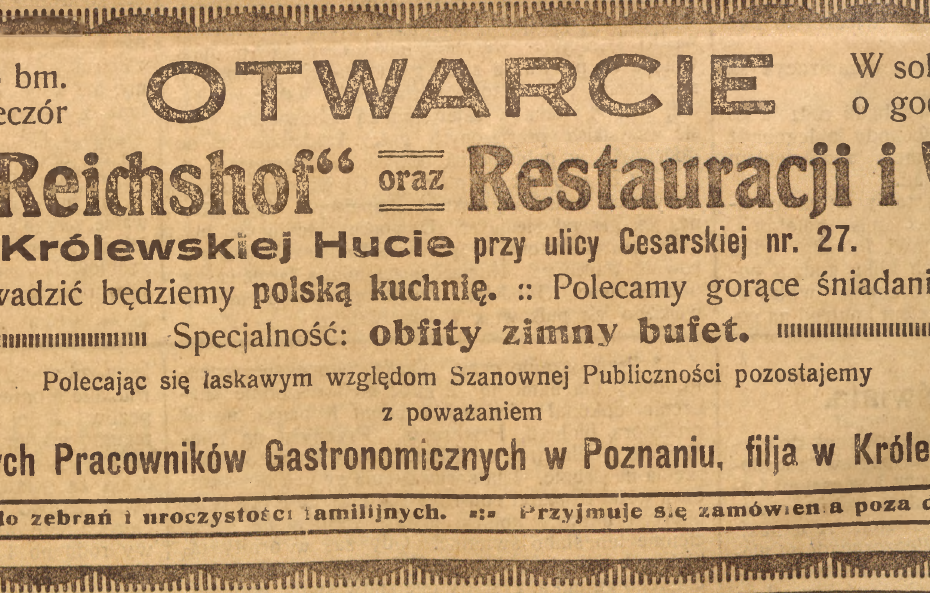 bm. OTWARCIE W
eczór o
Reichshof“ oraz Restauracji i
Królewskiej Hucie przy ulicy Cesarskiej nr. 27.
wadzić będziemy polską kuchnię. :: Polecamy gorące śniadani
Specjalność: obfity zimny bufet.
Polecając się łaskawym względom Szanownej Publiczności pozostajemy
z poważaniem
ych Pracowników Gastronomicznych w Poznaniu, filja w Króle
do zebrań i uroczystości familijnych. :: Przyjmuje się zamówienia poza